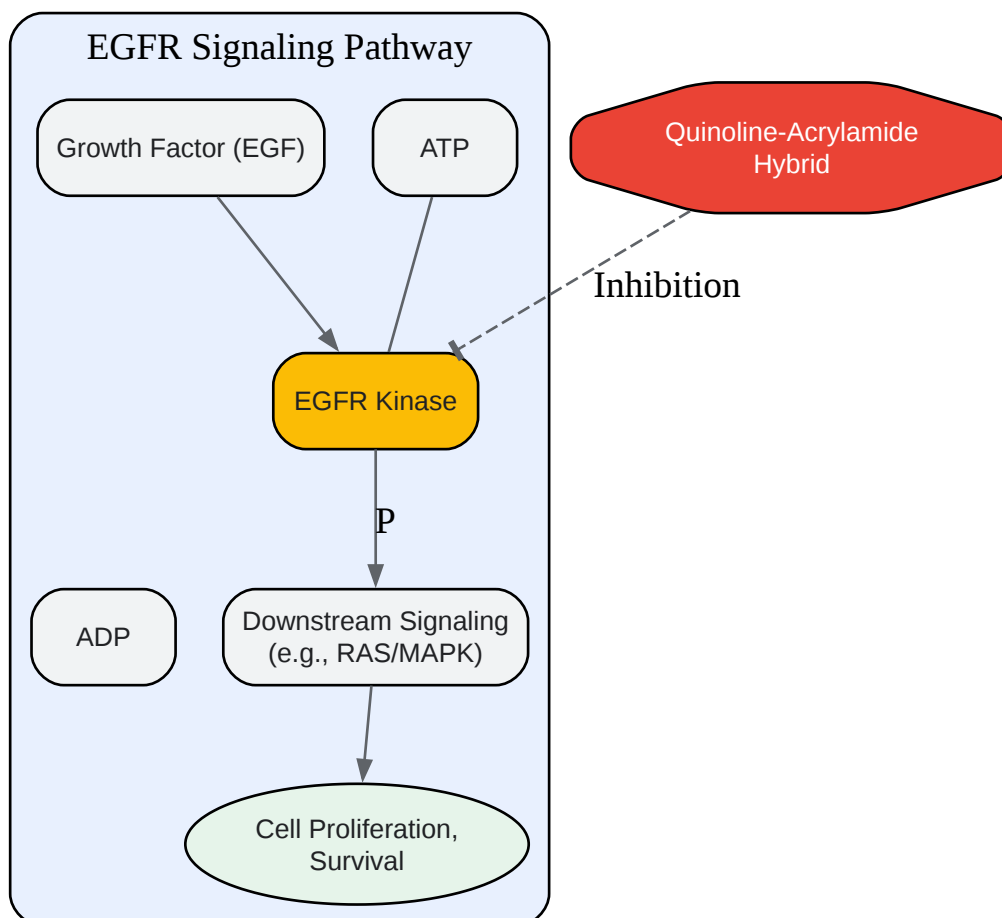 EGFR Signaling Pathway
Growth Factor (EGF)
ATP
Quinoline-Acrylamide
Hybrid
Inhibition
EGFR Kinase
P
ADP
Downstream Signaling
(e.g., RAS/MAPK)
Cell Proliferation,
Survival